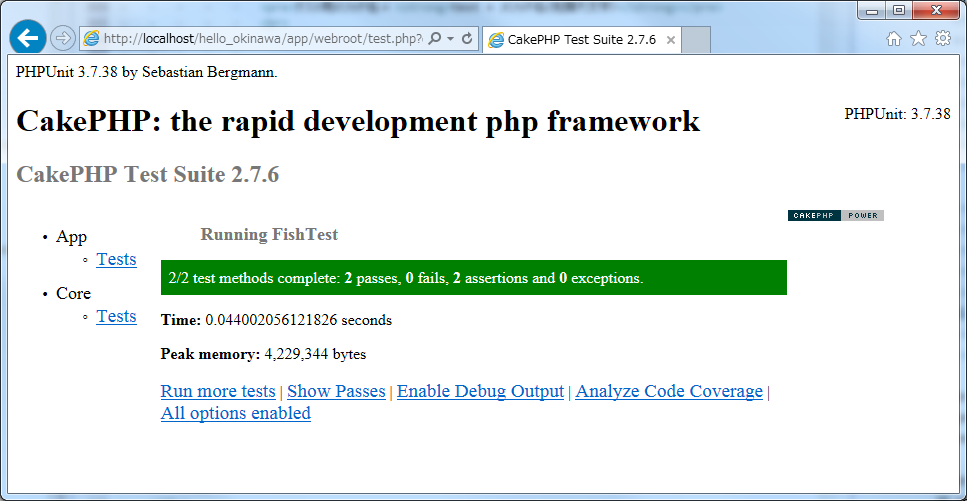 http://localhost/hello_okinawa/app/webroot/test.php?
CakePHP Test Suite 2.7.6
PHPUnit 3.7.38 by Sebastian Bergmann.
CakePHP: the rapid development php framework
PHPUnit: 3.7.38
CakePHP Test Suite 2.7.6
CAKEPHP POWER
• App
◦ Tests
• Core
◦ Tests
Running FishTest
2/2 test methods complete: 2 passes, 0 fails, 2 assertions and 0 exceptions.
Time: 0.044002056121826 seconds
Peak memory: 4,229,344 bytes
Run more tests | Show Passes | Enable Debug Output | Analyze Code Coverage |
All options enabled